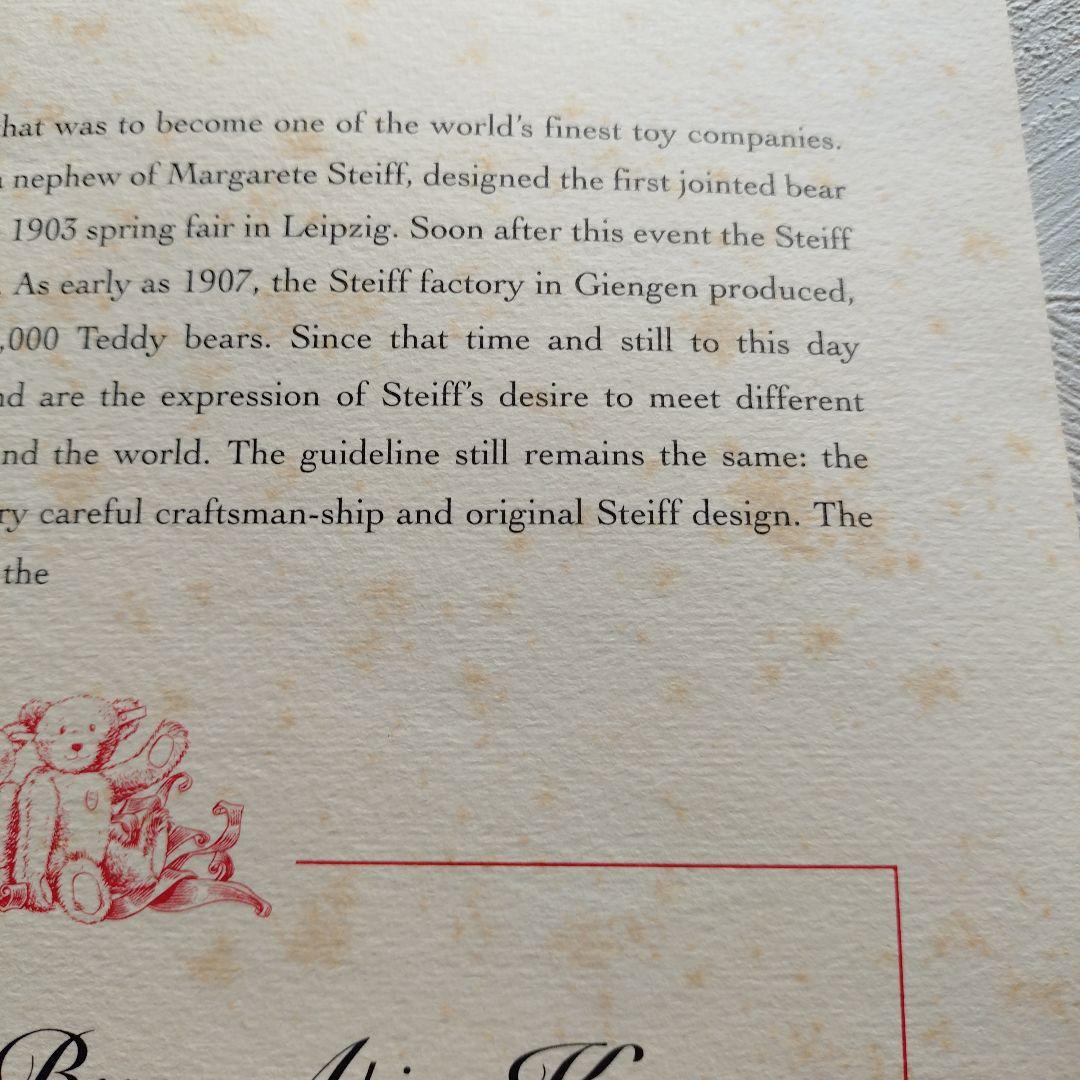 that was to become one of the world's finest toy companies.
nephew of Margarete Steiff, designed the first jointed bear
1903 spring fair in Leipzig. Soon after this event the Steiff
. As early as 1907, the Steiff factory in Giengen produced,
,000 Teddy bears. Since that time and still to this day
nd are the expression of Steiff's desire to meet different
nd the world. The guideline still remains the same: the
ry careful craftsman-ship and original Steiff design. The
the